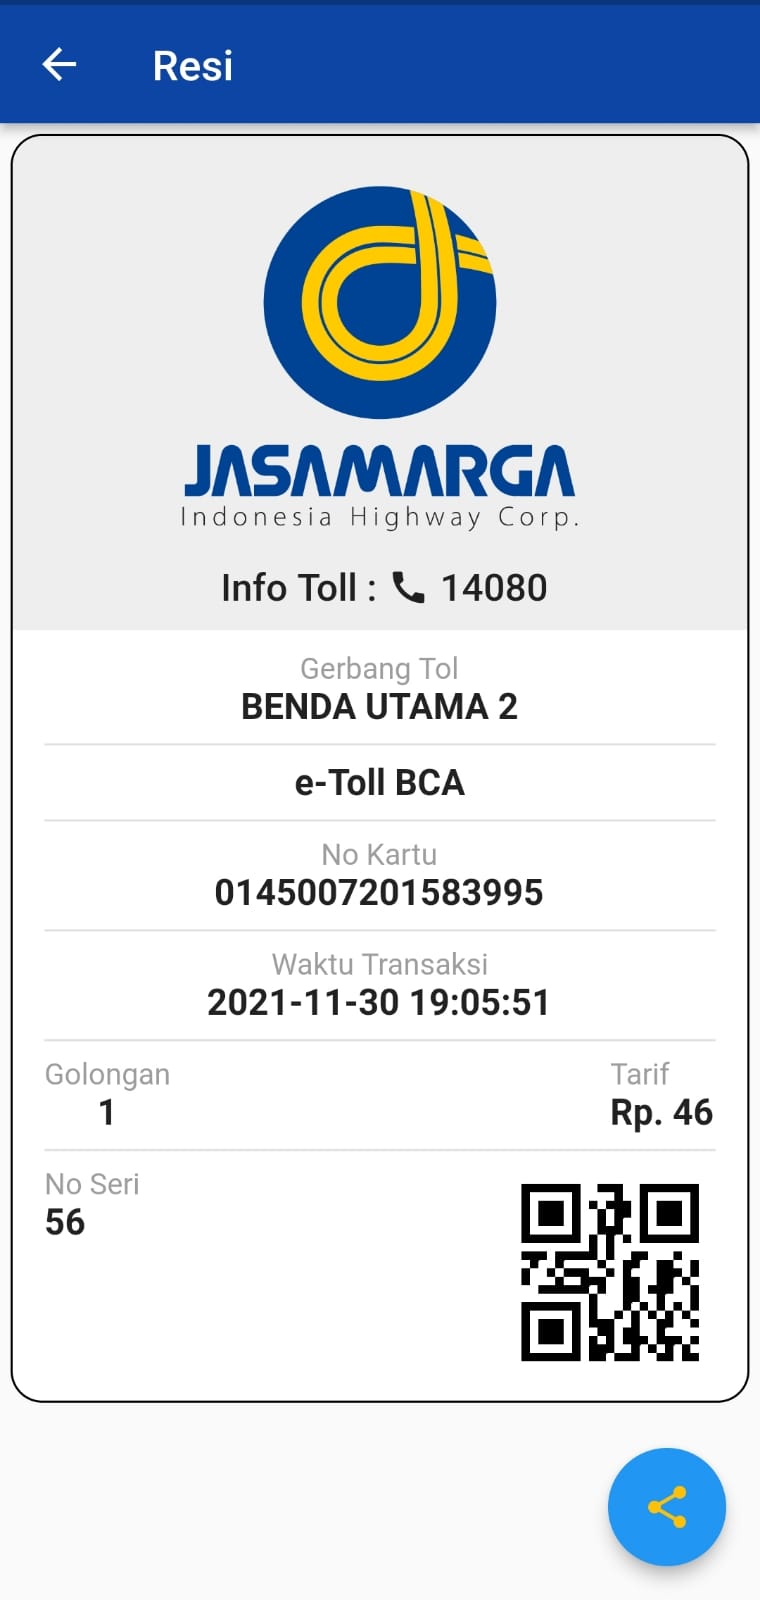 Resi
JASAMARGA
Indonesia Highway Corp.
Info Toll : 14080
Gerbang Tol
BENDA UTAMA 2
e-Toll BCA
No Kartu
0145007201583995
Waktu Transaksi
2021-11-30 19:05:51
Golongan Tarif
1 Rp. 46
No Seri
56